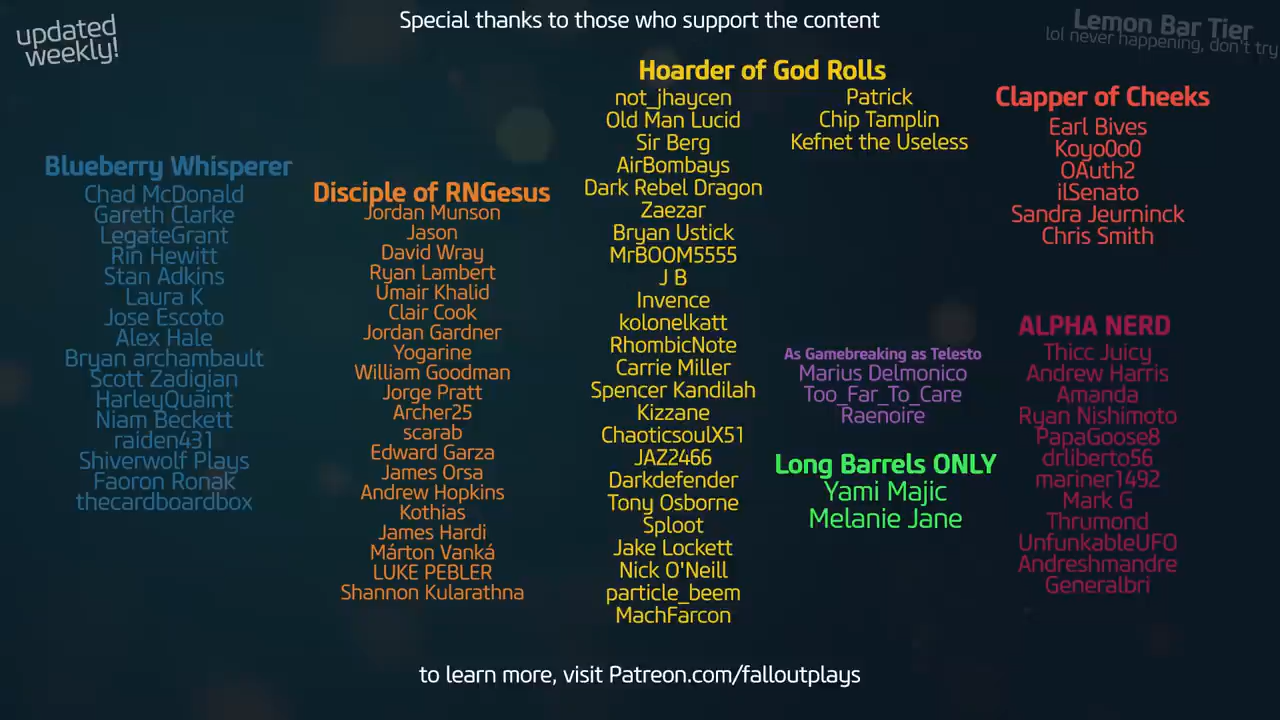 updated
weekly!
Special thanks to those who support the content
Lemon Bar Tier
lol never happening, don't try
Blueberry Whisperer
Chad McDonald
Gareth Clarke
LegateGrant
Rin Hewitt
Stan Adkins
Laura K
Jose Escoto
Alex Hale
Bryan archambault
Scott Zadigian
HarleyQuaint
Niam Beckett
raiden431
Shiverwolf Plays
Faoron Ronak
thecardboardbox
Disciple of RNGesus
Jordan Munson
Jason
David Wray
Ryan Lambert
Umair Khalid
Clair Cook
Jordan Gardner
Yogarine
William Goodman
Jorge Pratt
Archer25
scarab
Edward Garza
James Orsa
Andrew Hopkins
Kothias
James Hardi
Márton Vanká
LUKE PEBLER
Shannon Kularathna
Hoarder of God Rolls
not_jhaycen
Old Man Lucid
Sir Berg
AirBombays
Dark Rebel Dragon
Zaezar
Bryan Ustick
MrBOOM5555
J B
Invence
kolonelkatt
RhombicNote
Carrie Miller
Spencer Kandilah
Kizzane
ChaoticsoulX51
JAZ2466
Darkdefender
Tony Osborne
Sploot
Jake Lockett
Nick O'Neill
particle_beem
MachFarcon
Patrick
Chip Tamplin
Kefnet the Useless
As Gamebreaking as Telesto
Marius Delmonico
Too_Far_To_Care
Raenoire
Long Barrels ONLY
Yami Majic
Melanie Jane
Clapper of Cheeks
Earl Bives
Koyo0o0
OAuth2
ilSenato
Sandra Jeurninck
Chris Smith
ALPHA NERD
Thicc Juicy
Andrew Harris
Amanda
Ryan Nishimoto
PapaGoose8
drliberto56
mariner1492
Mark G
Thrumond
UnfunkableUFO
Andreshmandre
Generalbri
to learn more, visit Patreon.com/falloutplays